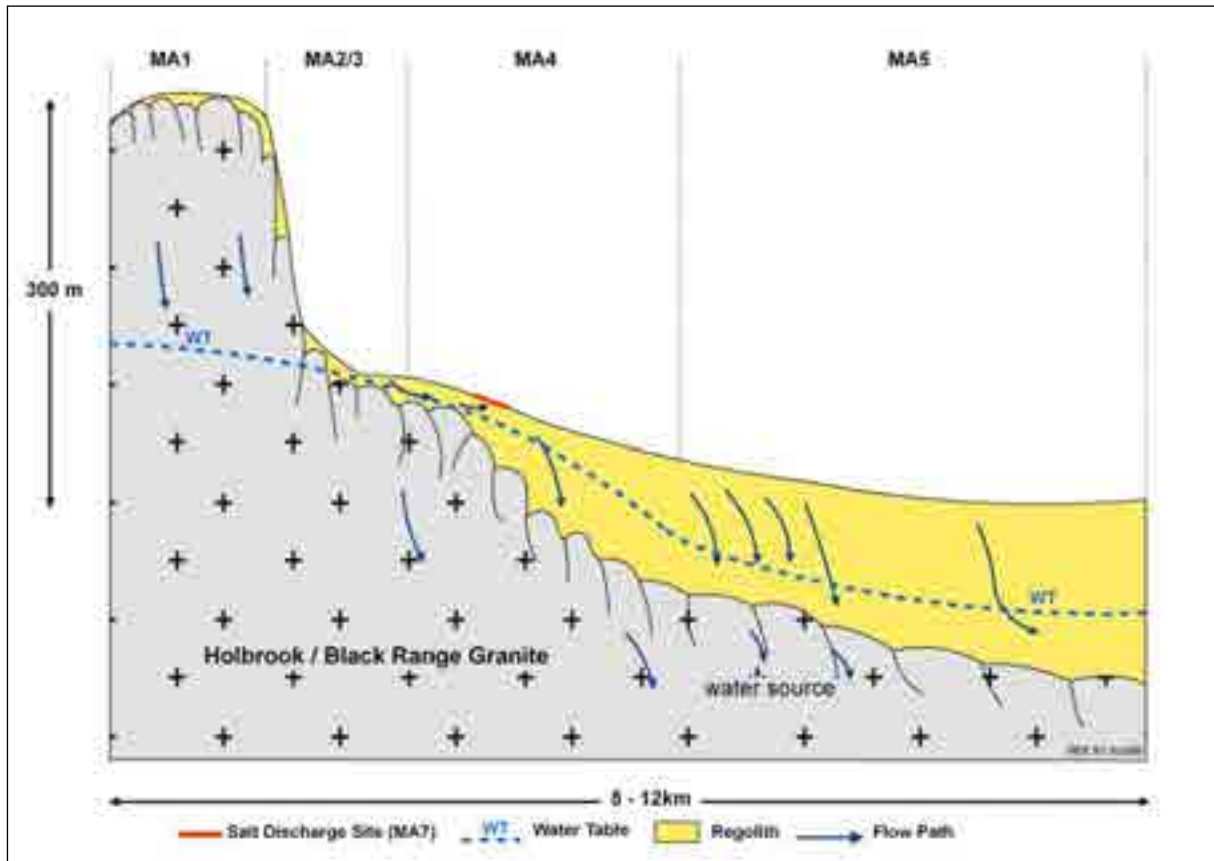 MA1 MA2/3 MA4 MA5
300 m
WT
WT
Holbrook / Black Range Granite
water source
5 - 12km
Salt Discharge Site (MA7) WT Water Table Regolith Flow Path